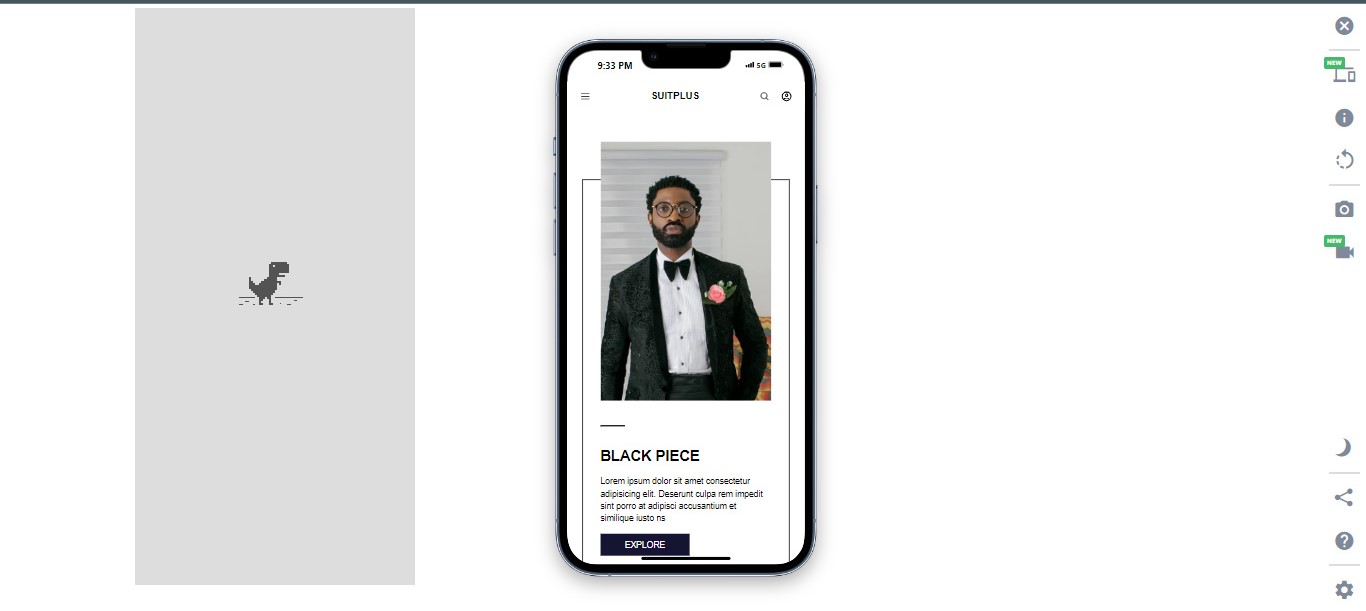 NEW
9:33 PM 5G
SUITPLUS
BLACK PIECE
Lorem ipsum dolor sit amet consectetur
adipisicing elit. Deserunt culpa rem impedit
sint porro at adipisci accusantium et
similique iusto ns
EXPLORE
NEW